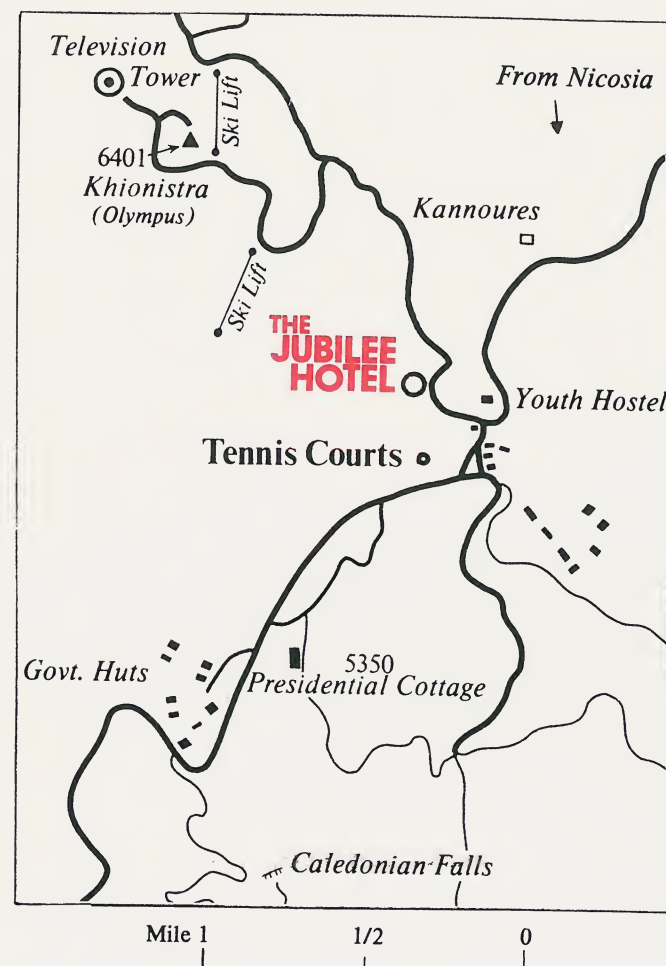 Television
Tower
Ski Lift
From Nicosia
6401
Khionistra
(Olympus)
Kannoures
Ski Lift
THE
JUBILEE
HOTEL
Youth Hostel
Tennis Courts
Govt. Huts
5350
Presidential Cottage
Caledonian Falls
Mile 1
1/2
0